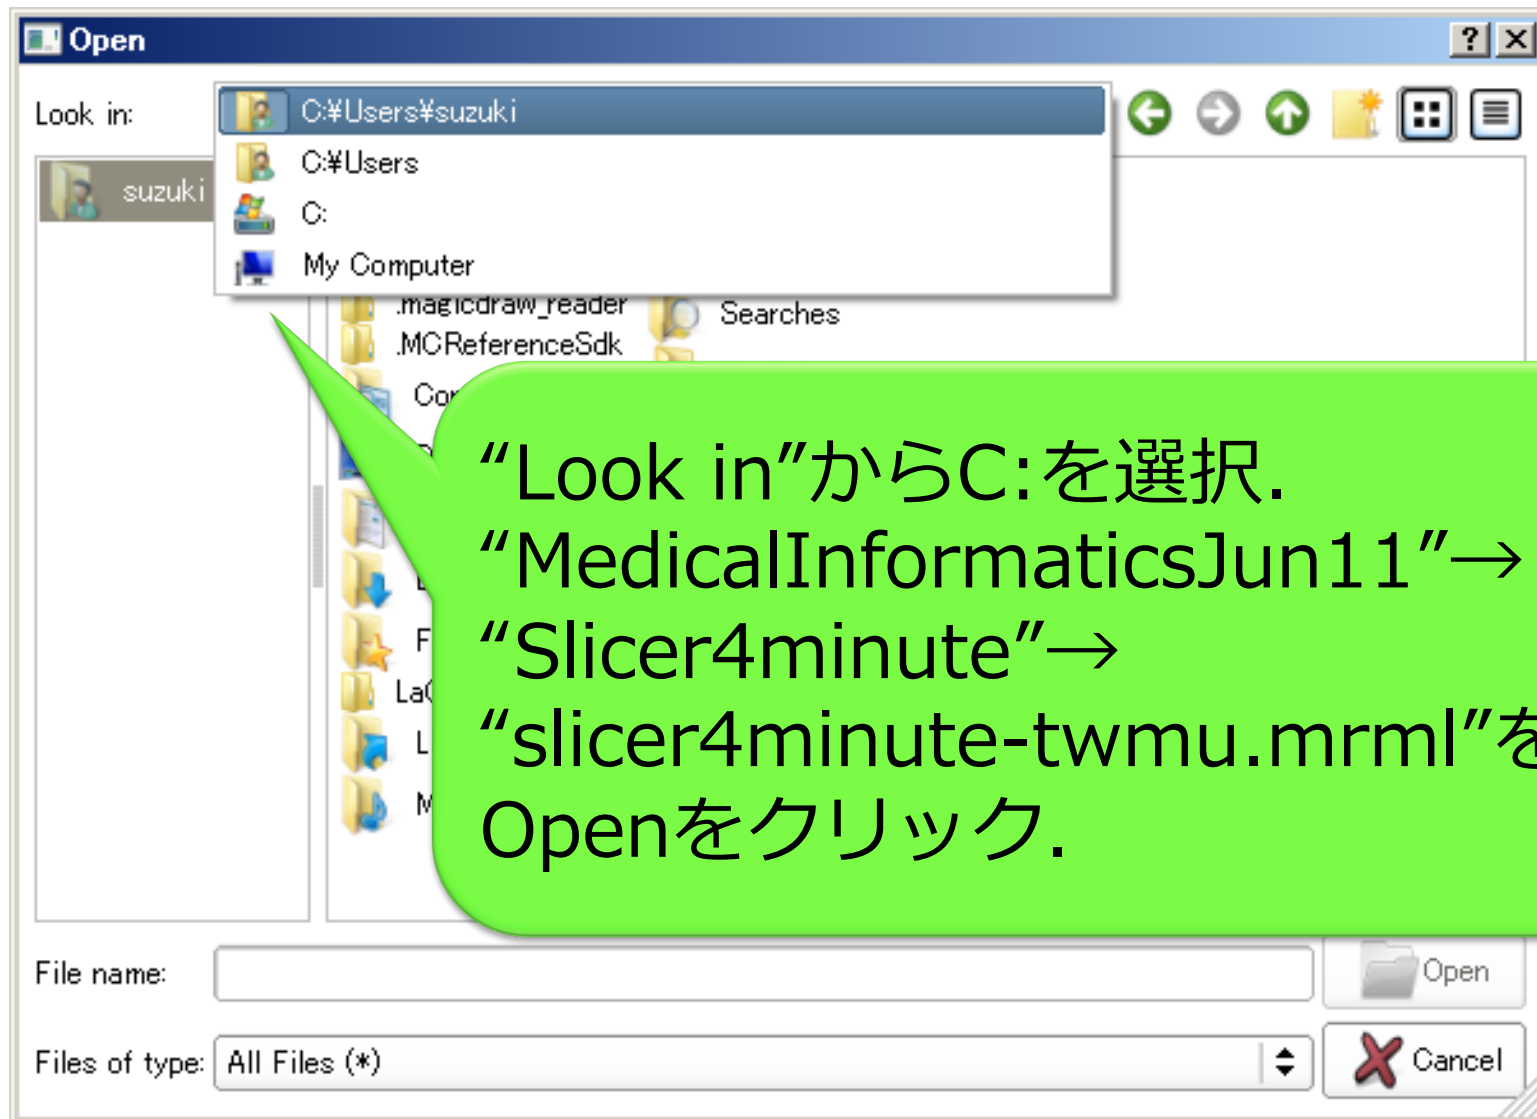 Open
Look in:
C:¥Users¥suzuki
C:¥Users
C:
My Computer
suzuki
.magicdraw_reader
Searches
.MCReferenceSdk
“Look in”からC:を選択.
“MedicalInformaticsJun11”→
“Slicer4minute”→
“slicer4minute-twmu.mrml”を
Openをクリック.
File name:
Open
Files of type:
All Files (*)
Cancel